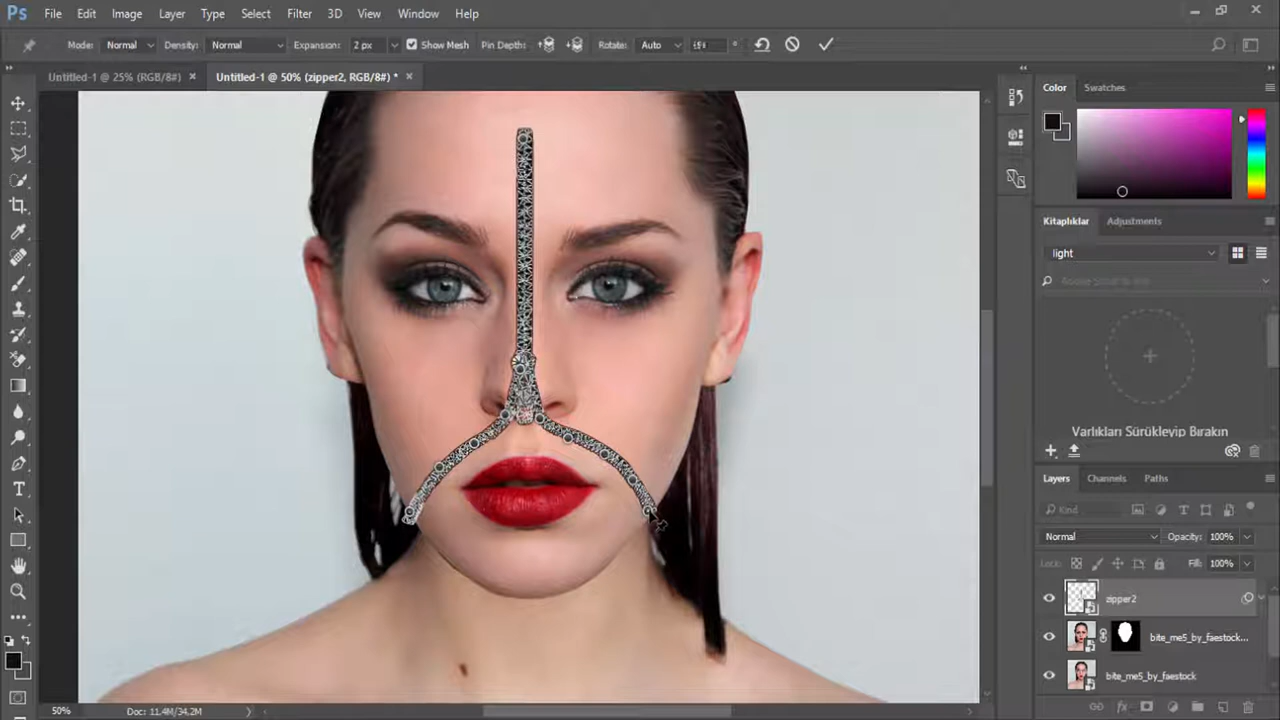 Ps File Edit Image Layer Type Select Filter 3D View Window Help
Mode: Normal Density: Normal Expansion: 2 px Show Mesh Pin Depth: Rotate: Auto °
Untitled-1 @ 25% (RGB/8#) × Untitled-1 @ 50% (zipper2, RGB/8#) * ×
Color Swatches
Kitaplıklar Adjustments
light
Varlıkları Sürükleyip Bırakın
Layers Channels Paths
Kind
Normal Opacity: 100%
Lock: Fill: 100%
zipper2
bite_me5_by_faestock...
bite_me5_by_faestock
50% Doc: 11.4M/34.2M